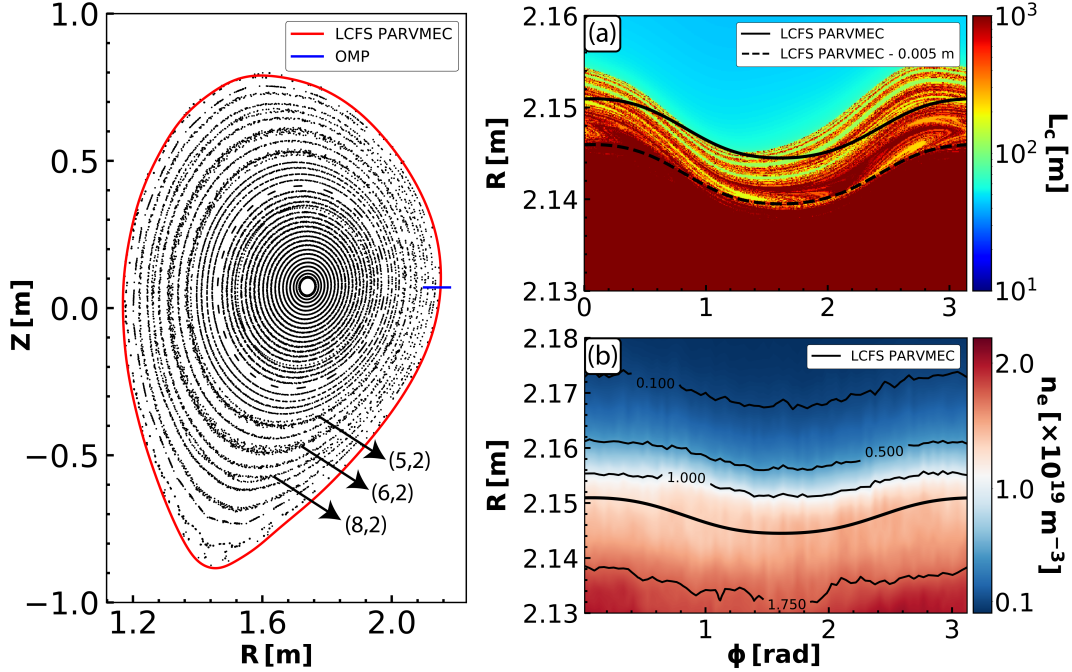 1.0
0.5
0.0
−0.5
−1.0
Z [m]
1.2
1.6
2.0
R [m]
LCFS PARVMEC
OMP
(5,2)
(6,2)
(8,2)
(a)
LCFS PARVMEC
LCFS PARVMEC - 0.005 m
2.16
2.15
2.14
2.13
R [m]
0
1
2
3
10³
10²
10¹
L_c [m]
(b)
LCFS PARVMEC
0.100
0.500
1.000
1.750
2.18
2.17
2.16
2.15
2.14
2.13
R [m]
0
1
2
3
ϕ [rad]
2.0
1.0
0.1
n_e [×10¹⁹ m⁻³]